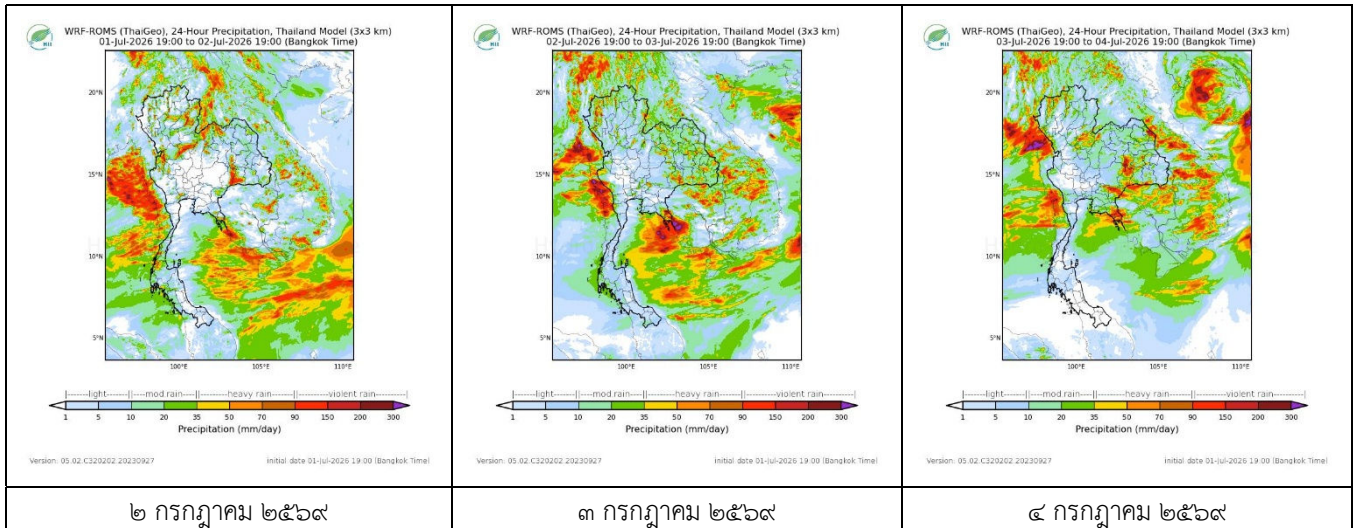 WRF-ROMS (ThaiGeo), 24-Hour Precipitation, Thailand Model (3x3 km)
01-Jul-2026 19:00 to 02-Jul-2026 19:00 (Bangkok Time)
20°N
15°N
10°N
5°N
100°E 105°E 110°E
light mod.rain heavy rain violent rain
1 5 10 20 35 50 70 90 150 200 300
Precipitation (mm/day)
Version: 05.02.C320202.20230927 initial date 01-Jul-2026 19:00 (Bangkok Time)
๒ กรกฎาคม ๒๕๖๙
WRF-ROMS (ThaiGeo), 24-Hour Precipitation, Thailand Model (3x3 km)
02-Jul-2026 19:00 to 03-Jul-2026 19:00 (Bangkok Time)
20°N
15°N
10°N
5°N
100°E 105°E 110°E
light mod.rain heavy rain violent rain
1 5 10 20 35 50 70 90 150 200 300
Precipitation (mm/day)
Version: 05.02.C320202.20230927 initial date 01-Jul-2026 19:00 (Bangkok Time)
๓ กรกฎาคม ๒๕๖๙
WRF-ROMS (ThaiGeo), 24-Hour Precipitation, Thailand Model (3x3 km)
03-Jul-2026 19:00 to 04-Jul-2026 19:00 (Bangkok Time)
20°N
15°N
10°N
5°N
100°E 105°E 110°E
light mod.rain heavy rain violent rain
1 5 10 20 35 50 70 90 150 200 300
Precipitation (mm/day)
Version: 05.02.C320202.20230927 initial date 01-Jul-2026 19:00 (Bangkok Time)
๔ กรกฎาคม ๒๕๖๙